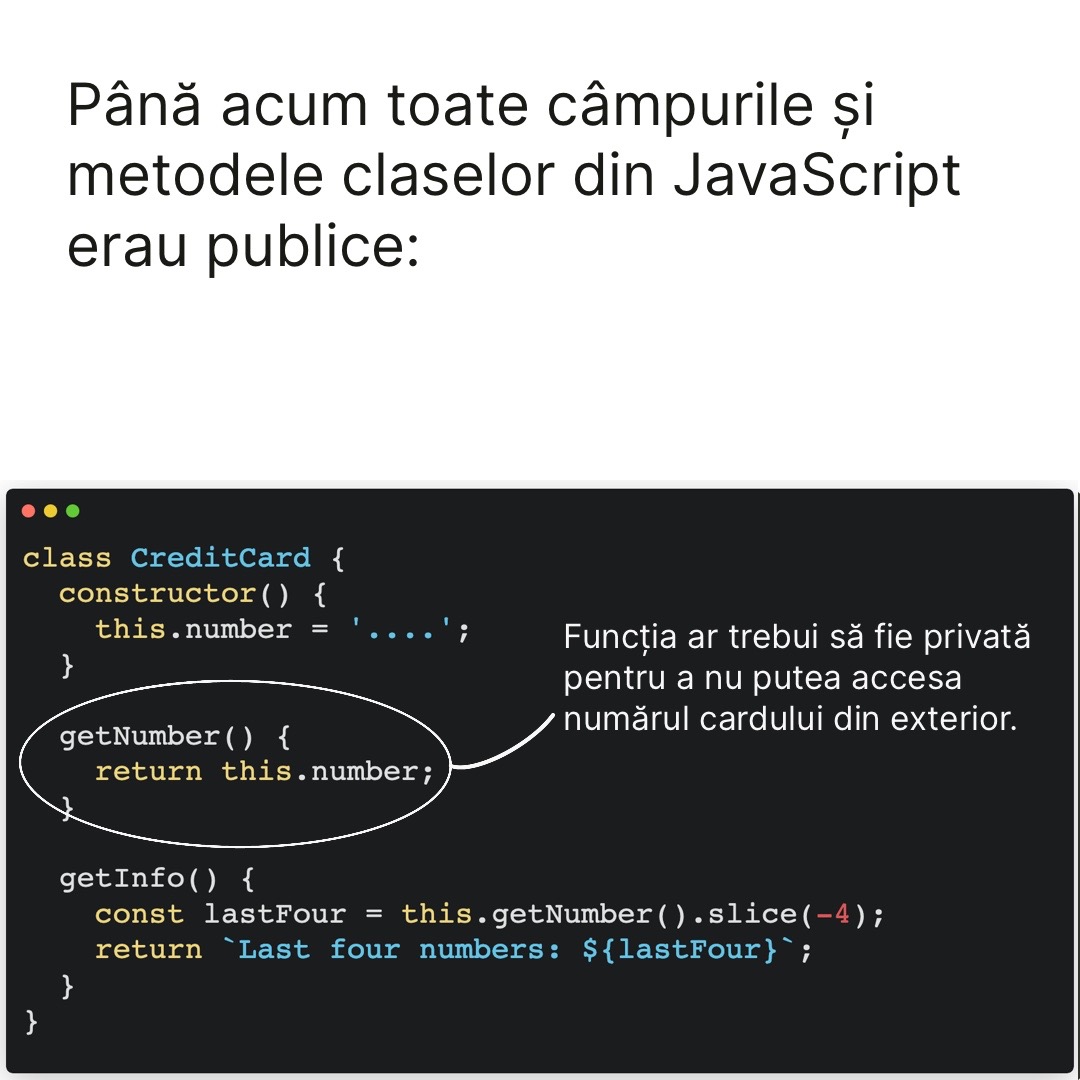 Până acum toate câmpurile și
metodele claselor din JavaScript
erau publice:
class CreditCard {
  constructor() {
    this.number = '....';
  }
Funcția ar trebui să fie privată
pentru a nu putea accesa
numărul cardului din exterior.
  getNumber() {
    return this.number;
  }
  getInfo() {
    const lastFour = this.getNumber().slice(-4);
    return `Last four numbers: ${lastFour}`;
  }
}